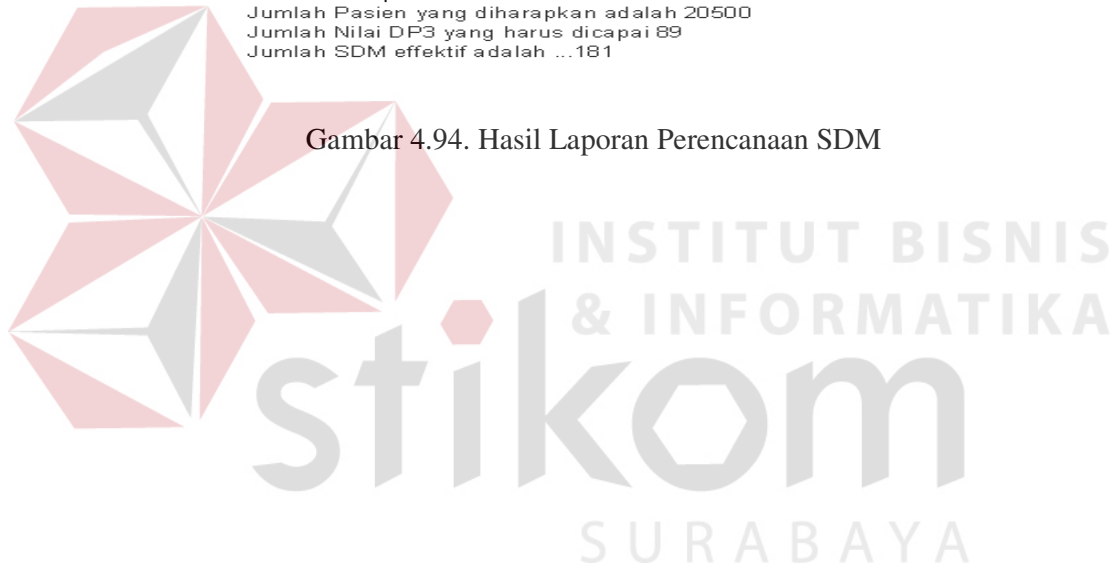 Jumlah Pasien yang diharapkan adalah 20500
Jumlah Nilai DP3 yang harus dicapai 89
Jumlah SDM effektif adalah ...181
Gambar 4.94. Hasil Laporan Perencanaan SDM
INSTITUT BISNIS
& INFORMATIKA
stikom
SURABAYA